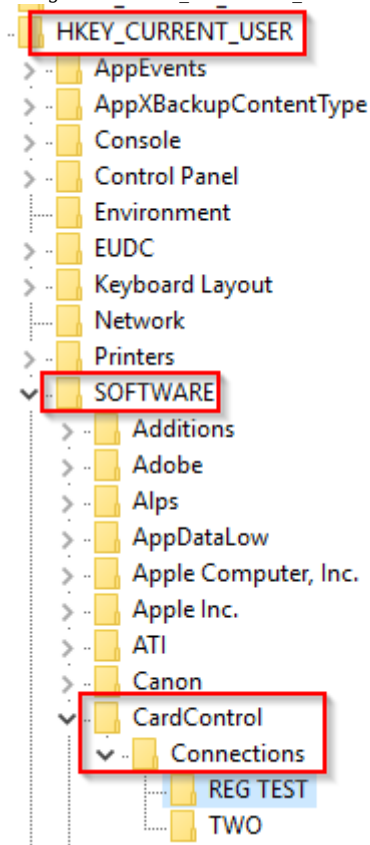 HKEY_CURRENT_USER
AppEvents
AppXBackupContentType
Console
Control Panel
Environment
EUDC
Keyboard Layout
Network
Printers
SOFTWARE
Additions
Adobe
Alps
AppDataLow
Apple Computer, Inc.
Apple Inc.
ATI
Canon
CardControl
Connections
REG TEST
TWO